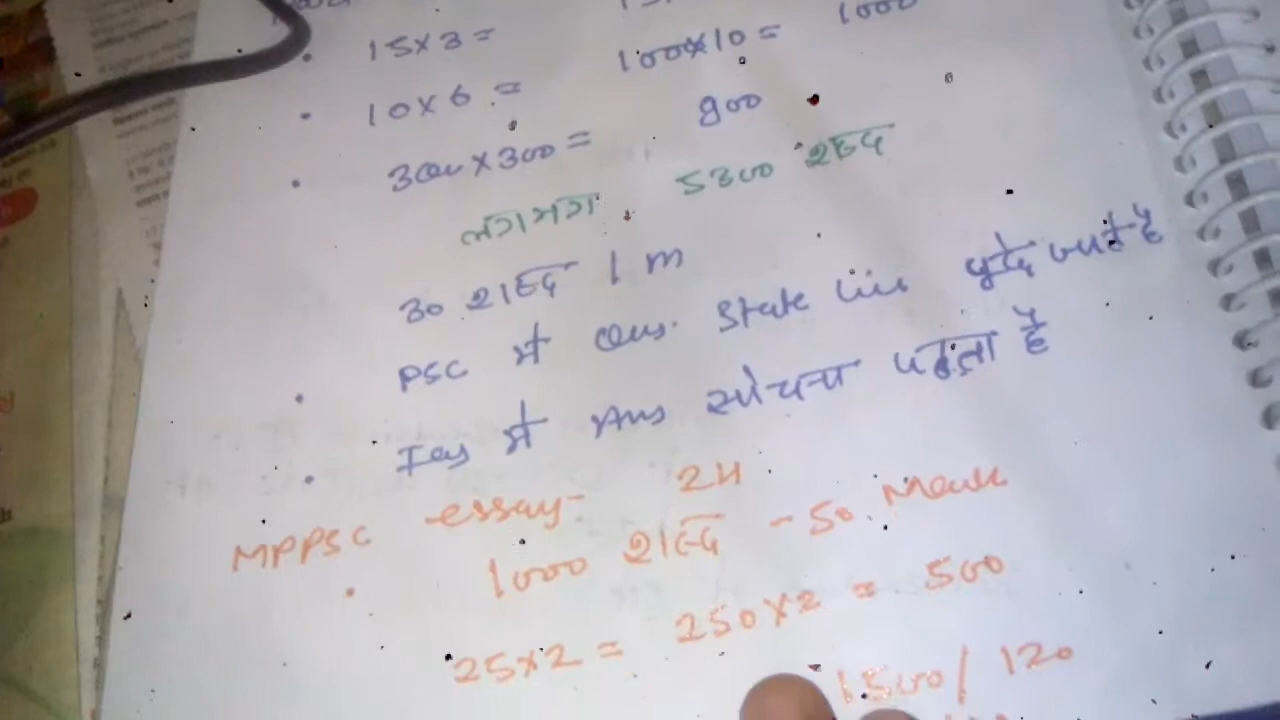 15×3 =
100×10 = 1000
10×6 =
300×300 = 900
लगभग 5300 शब्द
30 शब्द 1 m
PSC में Ques. State पूछे जाते है
Ias में Ans सोचना पड़ता है
MPPSC essay- 2H
1000 शब्द - 50 Mark
25×2 = 250×2 = 500
1500/120